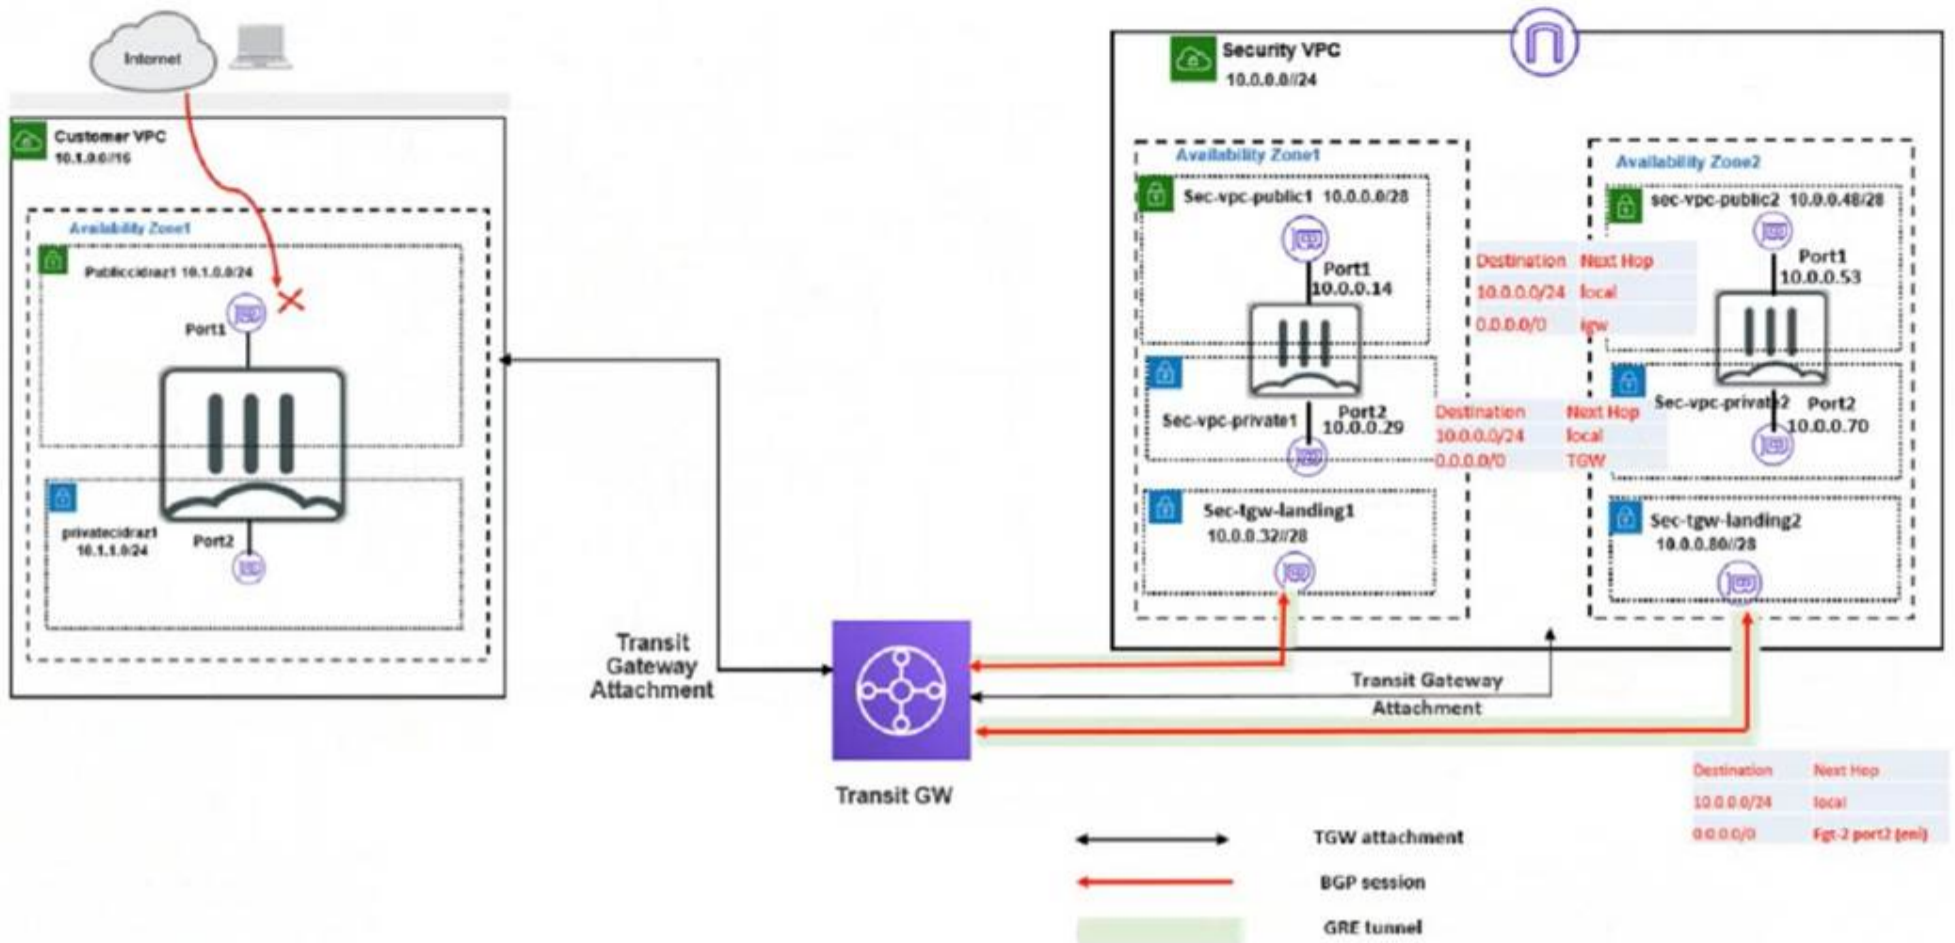 Internet
Customer VPC
10.1.0.0//16
Availability Zone1
Publiccidraz1 10.1.0.0/24
Port1
privatecidraz1
10.1.1.0/24
Port2
Transit
Gateway
Attachment
Transit GW
Security VPC
10.0.0.0//24
Availability Zone1
Sec-vpc-public1 10.0.0.0/28
Port1
10.0.0.14
Sec-vpc-private1
Port2
10.0.0.29
Sec-tgw-landing1
10.0.0.32//28
Destination Next Hop
10.0.0.0/24 local
0.0.0.0/0 igw
Destination Next Hop
10.0.0.0/24 local
0.0.0.0/0 TGW
Availability Zone2
sec-vpc-public2 10.0.0.48/28
Port1
10.0.0.53
Sec-vpc-private2
Port2
10.0.0.70
Sec-tgw-landing2
10.0.0.80//28
Transit Gateway
Attachment
Destination Next Hop
10.0.0.0/24 local
0.0.0.0/0 Fgt-2 port2 (eni)
TGW attachment
BGP session
GRE tunnel